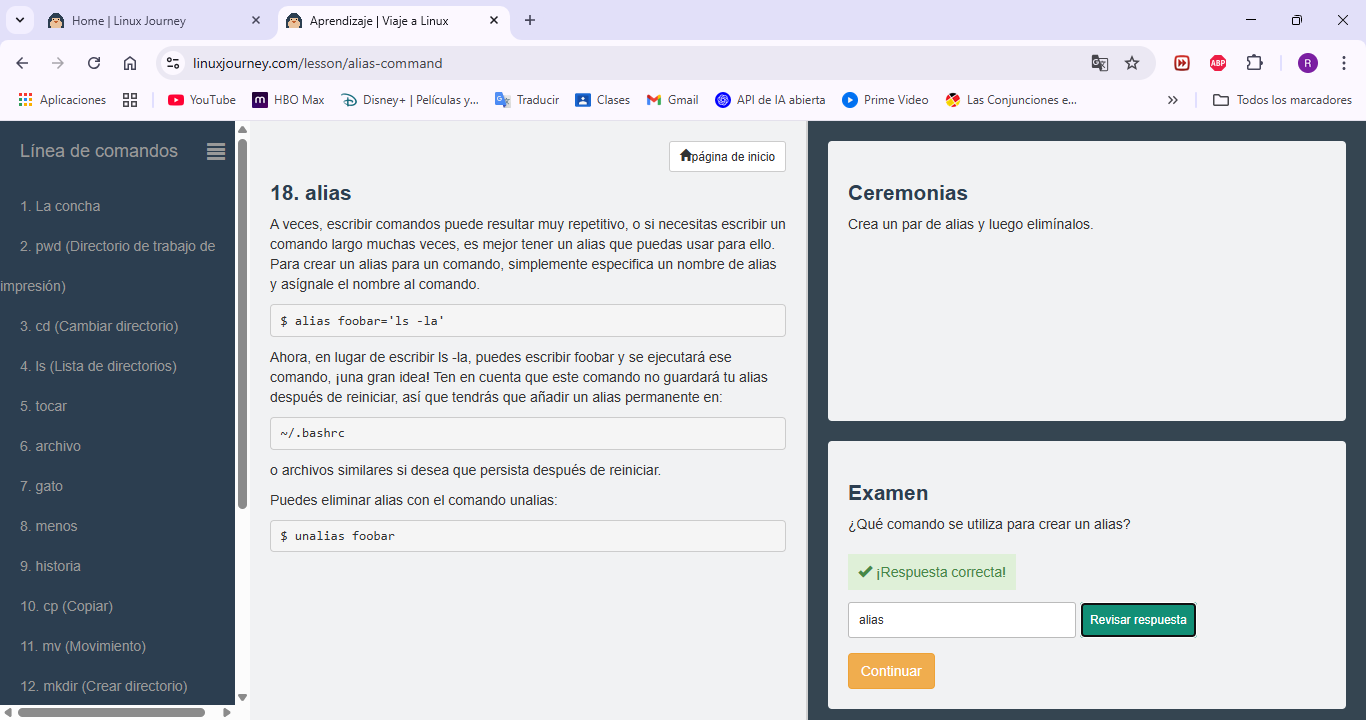 Home | Linux Journey
Aprendizaje | Viaje a Linux
linuxjourney.com/lesson/alias-command
ABP
R
Aplicaciones
YouTube
HBO Max
Disney+ | Películas y...
Traducir
Clases
Gmail
API de IA abierta
Prime Video
Las Conjunciones e...
Todos los marcadores
Línea de comandos
1. La concha
2. pwd (Directorio de trabajo de
impresión)
3. cd (Cambiar directorio)
4. ls (Lista de directorios)
5. tocar
6. archivo
7. gato
8. menos
9. historia
10. cp (Copiar)
11. mv (Movimiento)
12. mkdir (Crear directorio)
página de inicio
18. alias
A veces, escribir comandos puede resultar muy repetitivo, o si necesitas escribir un
comando largo muchas veces, es mejor tener un alias que puedas usar para ello.
Para crear un alias para un comando, simplemente especifica un nombre de alias
y asígnale el nombre al comando.
$ alias foobar='ls -la'
Ahora, en lugar de escribir ls -la, puedes escribir foobar y se ejecutará ese
comando, ¡una gran idea! Ten en cuenta que este comando no guardará tu alias
después de reiniciar, así que tendrás que añadir un alias permanente en:
~/.bashrc
o archivos similares si desea que persista después de reiniciar.
Puedes eliminar alias con el comando unalias:
$ unalias foobar
Ceremonias
Crea un par de alias y luego elimínalos.
Examen
¿Qué comando se utiliza para crear un alias?
¡Respuesta correcta!
alias
Revisar respuesta
Continuar